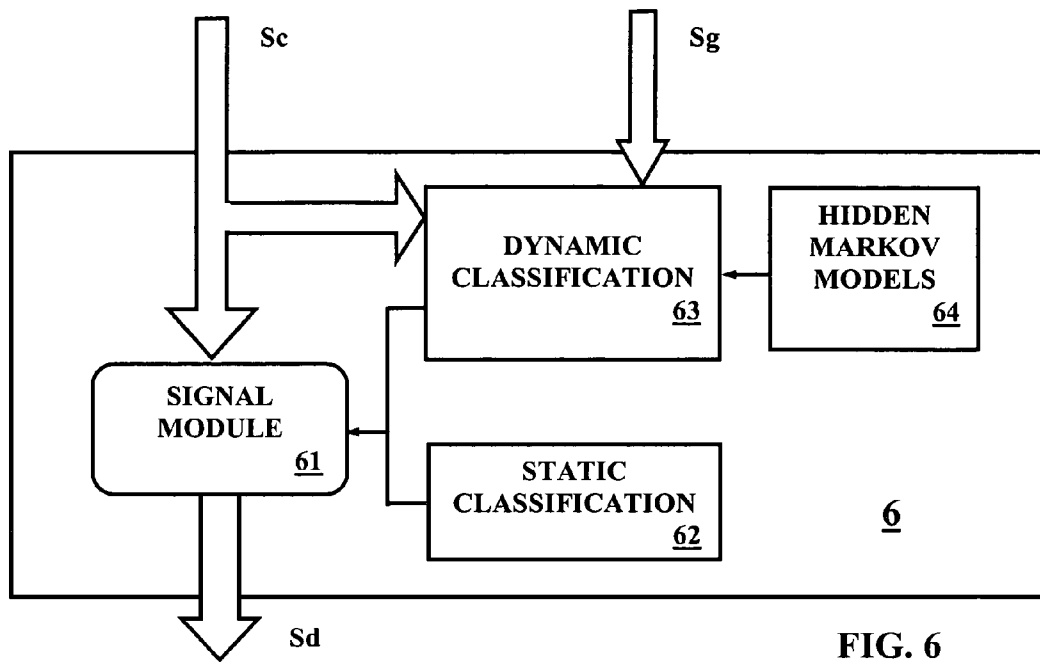 Sc
Sg
DYNAMIC
CLASSIFICATION
63
HIDDEN
MARKOV
MODELS
64
SIGNAL
MODULE
61
STATIC
CLASSIFICATION
62
6
Sd
FIG. 6